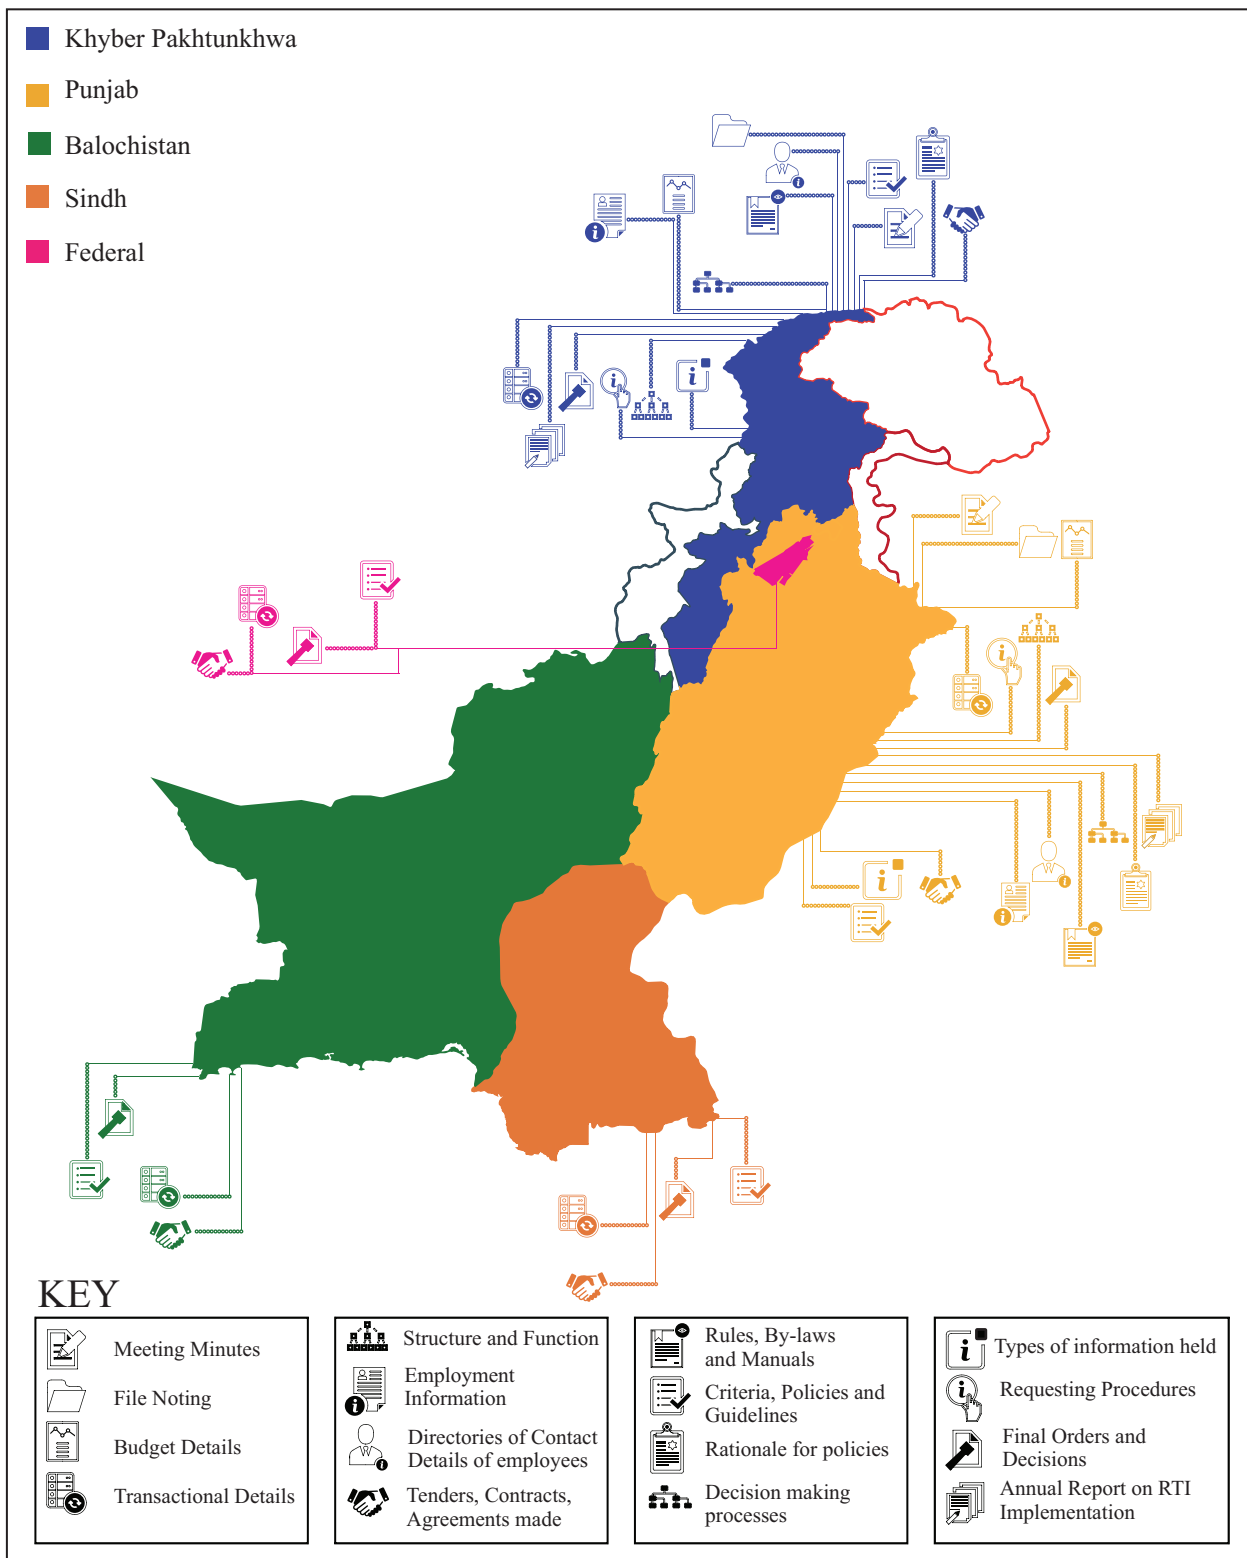 Khyber Pakhtunkhwa
Punjab
Balochistan
Sindh
Federal
KEY
Meeting Minutes
File Noting
Budget Details
Transactional Details
Structure and Function
Employment
Information
Directories of Contact
Details of employees
Tenders, Contracts,
Agreements made
Rules, By-laws
and Manuals
Criteria, Policies and
Guidelines
Rationale for policies
Decision making
processes
Types of information held
Requesting Procedures
Final Orders and
Decisions
Annual Report on RTI
Implementation